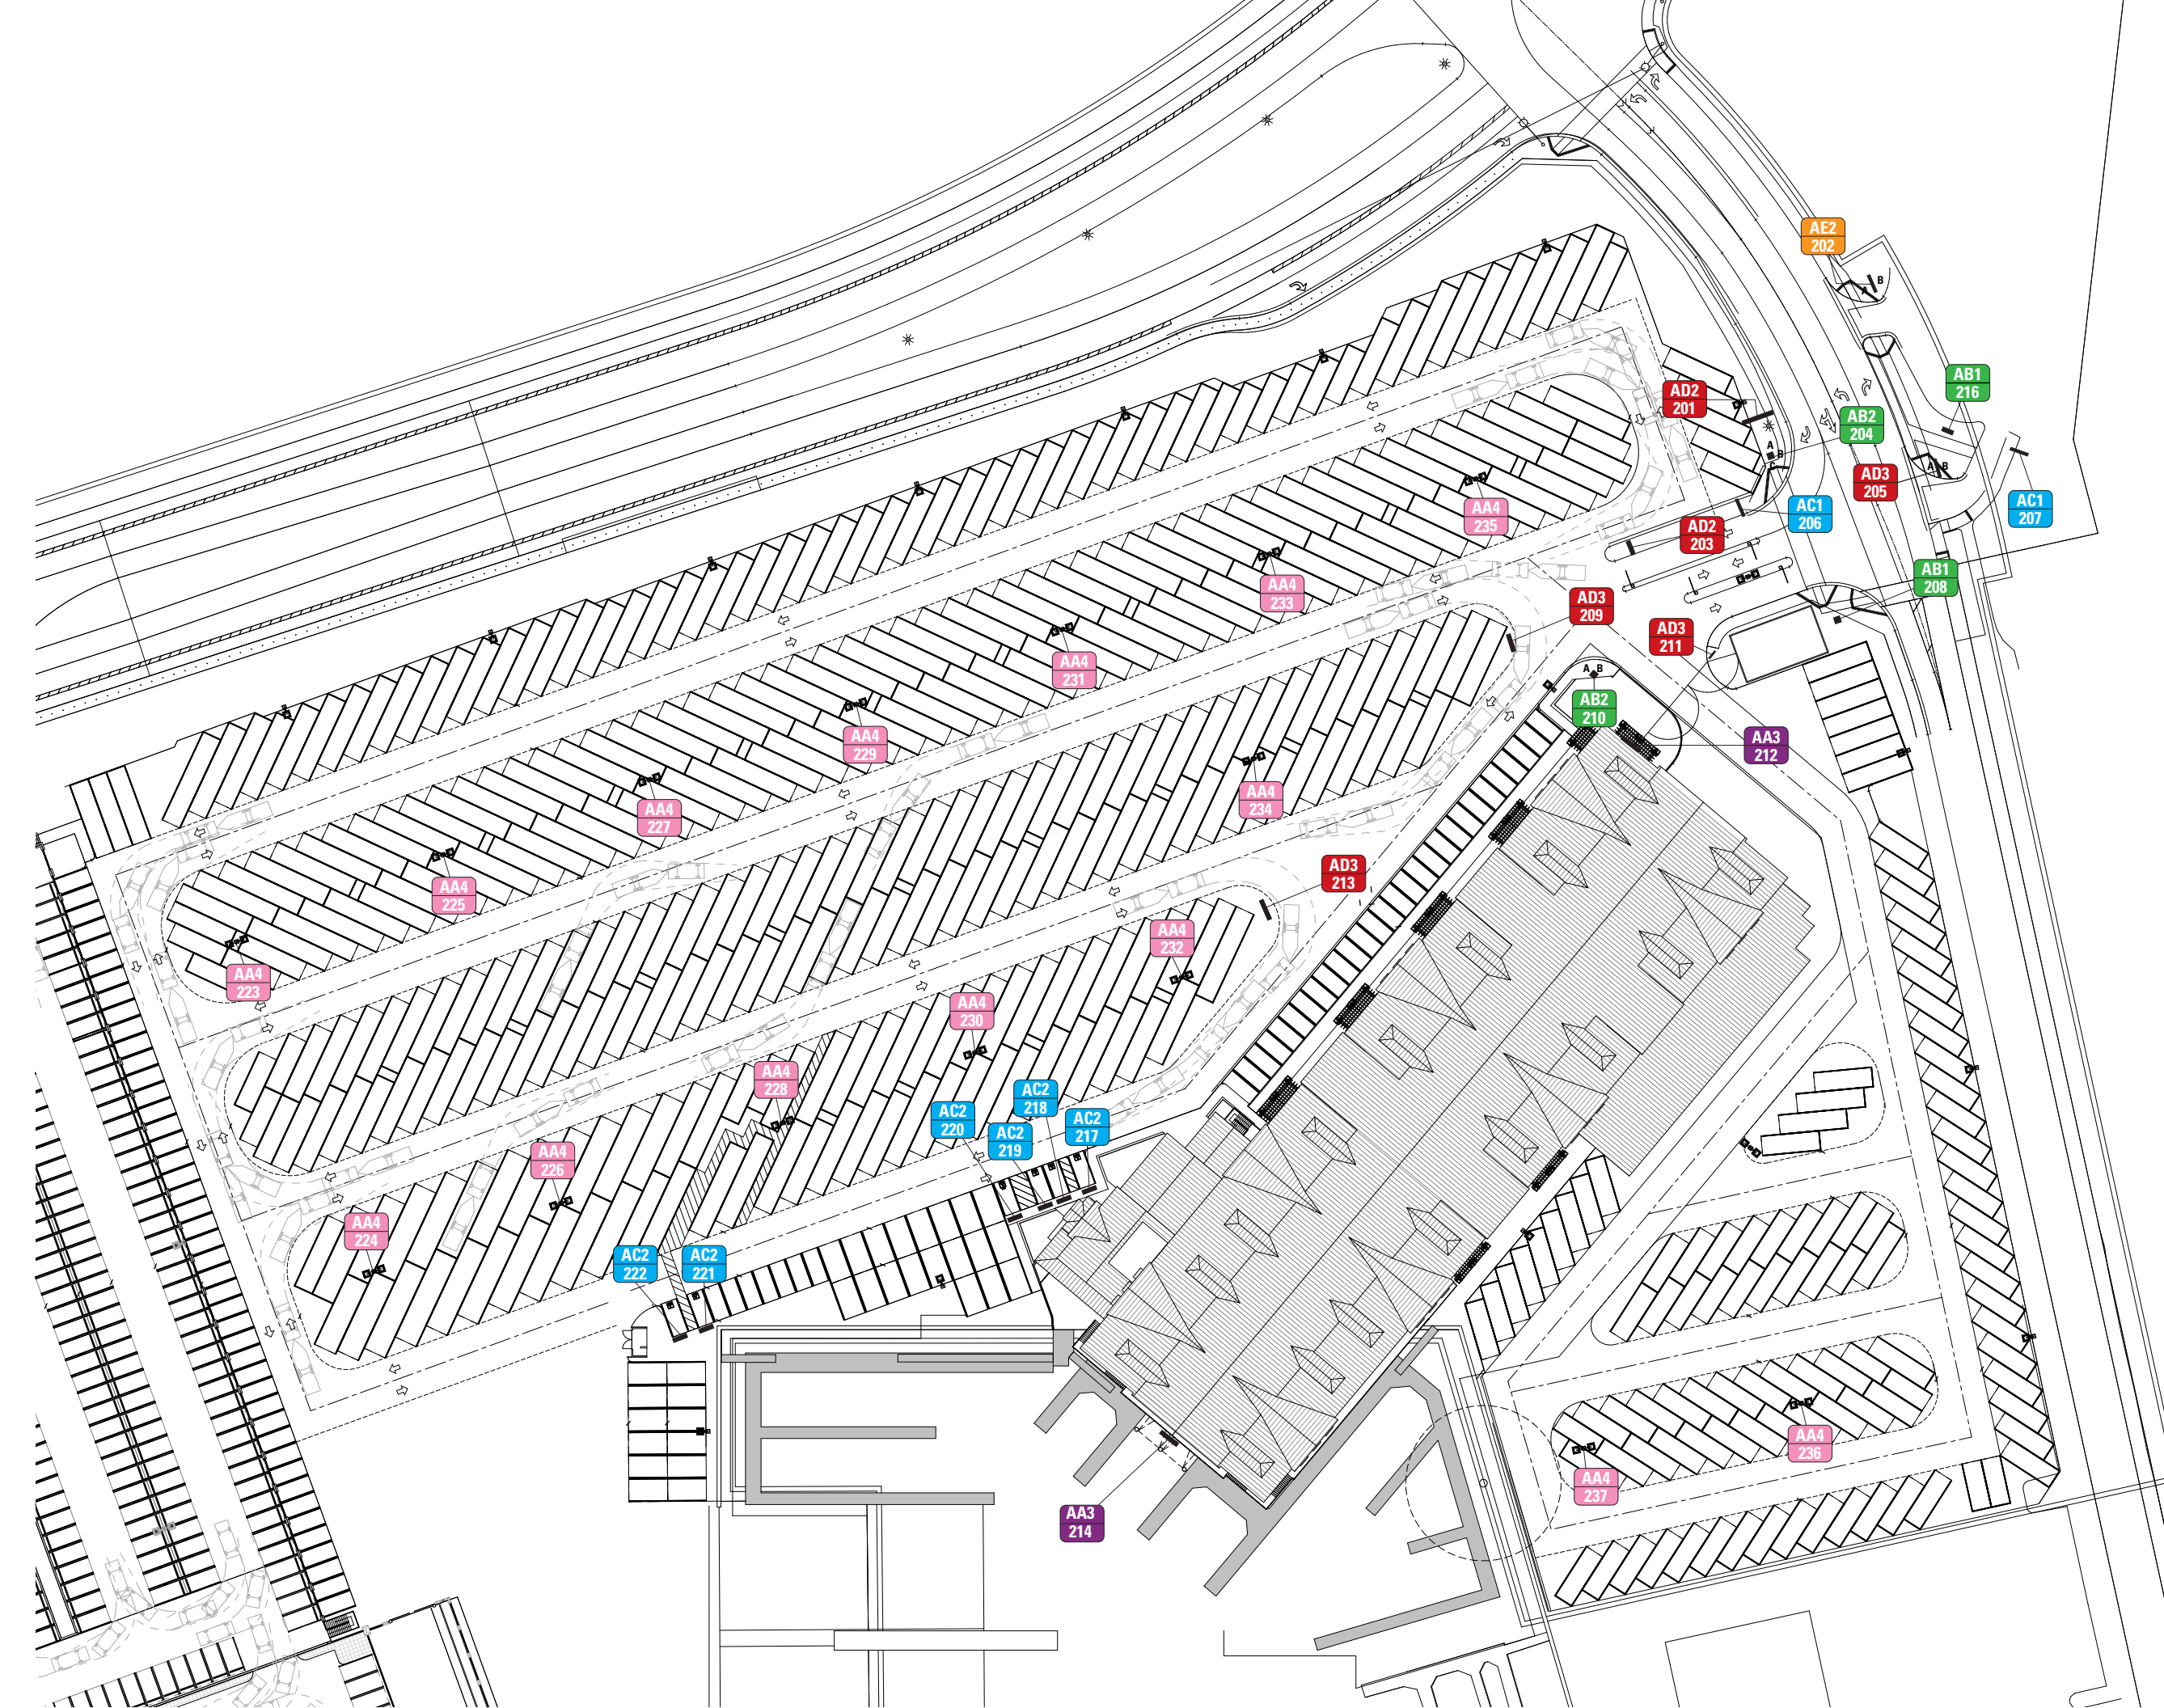 AE2
202
B
A
AB1
216
AD2
201
AB2
204
A
B
C
A B
AD3
205
AC1
207
AC1
206
AA4
235
AD2
203
AB1
208
AA4
233
AD3
209
AD3
211
AA4
231
A B
AB2
210
AA4
229
AA3
212
AA4
227
AA4
234
AD3
213
AA4
225
AA4
232
AA4
223
AA4
230
AA4
228
AC2
218
AC2
220
AC2
219
AC2
217
AA4
226
AA4
224
AC2
222
AC2
221
AA4
236
AA4
237
AA3
214